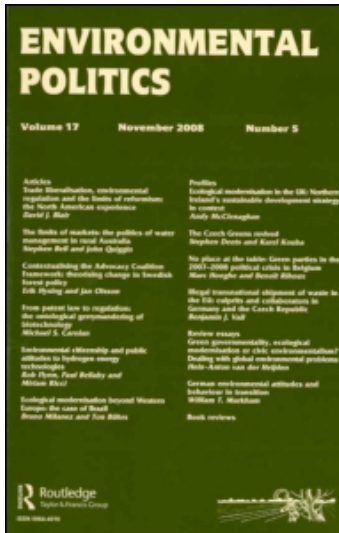 ENVIRONMENTAL
POLITICS
Volume 17 November 2008 Number 5
Articles
Trade liberalisation, environmental
regulation and the limits of reformism:
the North American experience
David J. Blair
The limits of markets: the politics of water
management in rural Australia
Stephen Bell and John Quiggin
Contextualising the Advocacy Coalition
Framework: theorising change in Swedish
forest policy
Erik Hysing and Jan Olsson
From patent law to regulation:
the ontological gerrymandering of
biotechnology
Michael S. Carolan
Environmental citizenship and public
attitudes to hydrogen energy
technologies
Rob Flynn, Paul Bellaby and
Miriam Ricci
Ecological modernisation beyond Western
Europe: the case of Brazil
Bruno Milanez and Ton Bührs
Profiles
Ecological modernisation in the UK: Northern
Ireland's sustainable development strategy
in context
Andy McClenaghan
The Czech Greens revived
Stephen Deets and Karel Kouba
No place at the table: Green parties in the
2007–2008 political crisis in Belgium
Marc Hooghe and Benoît Rihoux
Illegal transnational shipment of waste in
the EU: culprits and collaborators in
Germany and the Czech Republic
Benjamin J. Vail
Review essays
Green governmentality, ecological
modernisation or civic environmentalism?
Dealing with global environmental problems
Hein-Anton van der Heijden
German environmental attitudes and
behaviour in transition
William T. Markham
Book reviews
Routledge
Taylor & Francis Group
ISSN 0964-4016